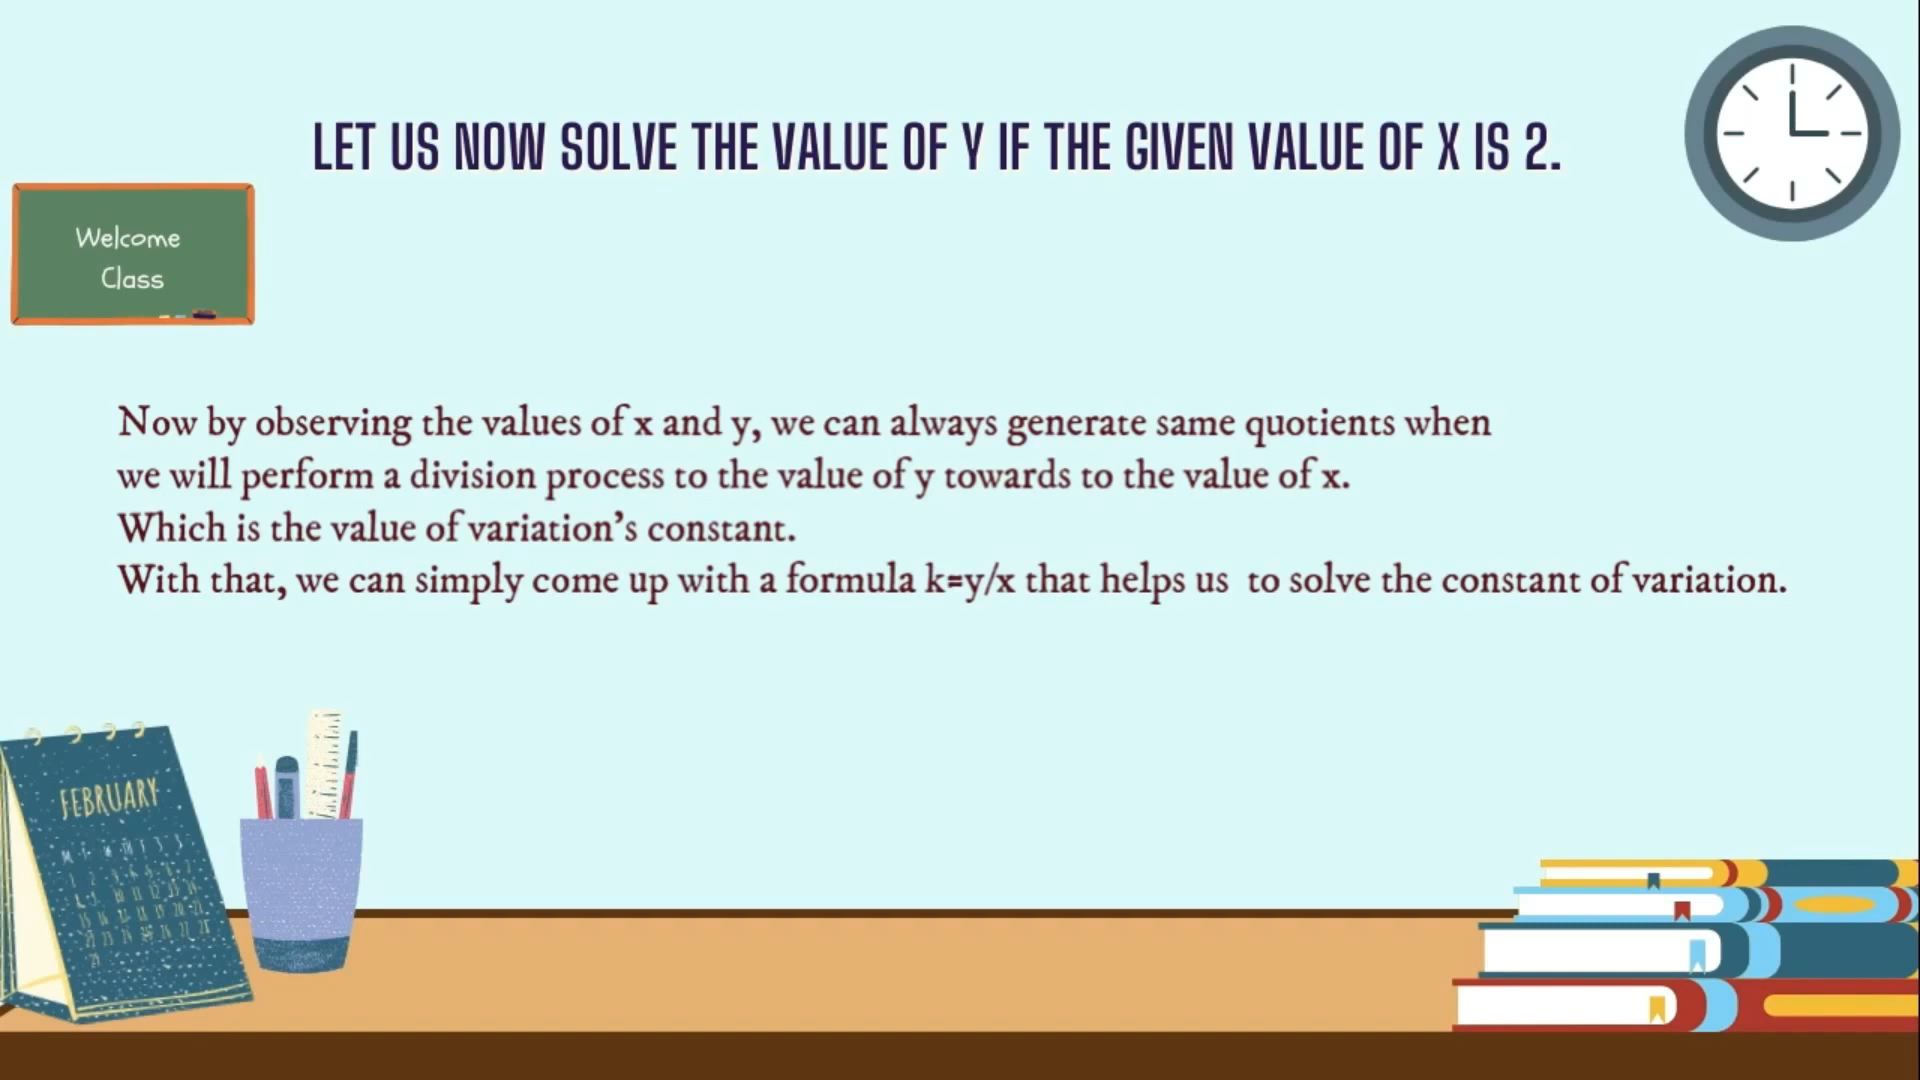 LET US NOW SOLVE THE VALUE OF Y IF THE GIVEN VALUE OF X IS 2.
Welcome
Class
Now by observing the values of x and y, we can always generate same quotients when
we will perform a division process to the value of y towards to the value of x.
Which is the value of variation's constant.
With that, we can simply come up with a formula k=y/x that helps us  to solve the constant of variation.
FEBRUARY